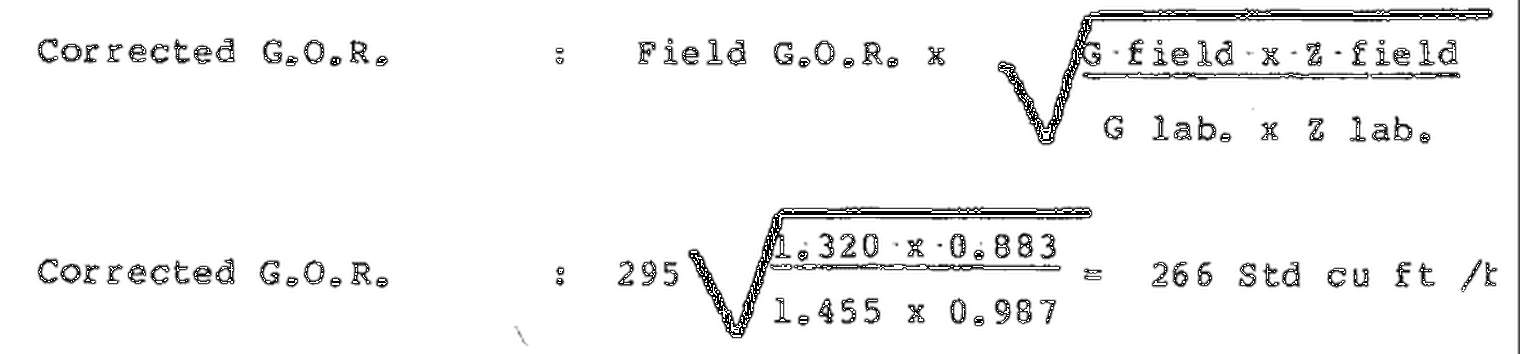 Corrected G.O.R. : Field G.O.R. x √ G field x Z field
G lab. x Z lab.
Corrected G.O.R. : 295 √ 1.320 x 0.883 = 266 Std cu ft /
1.455 x 0.987